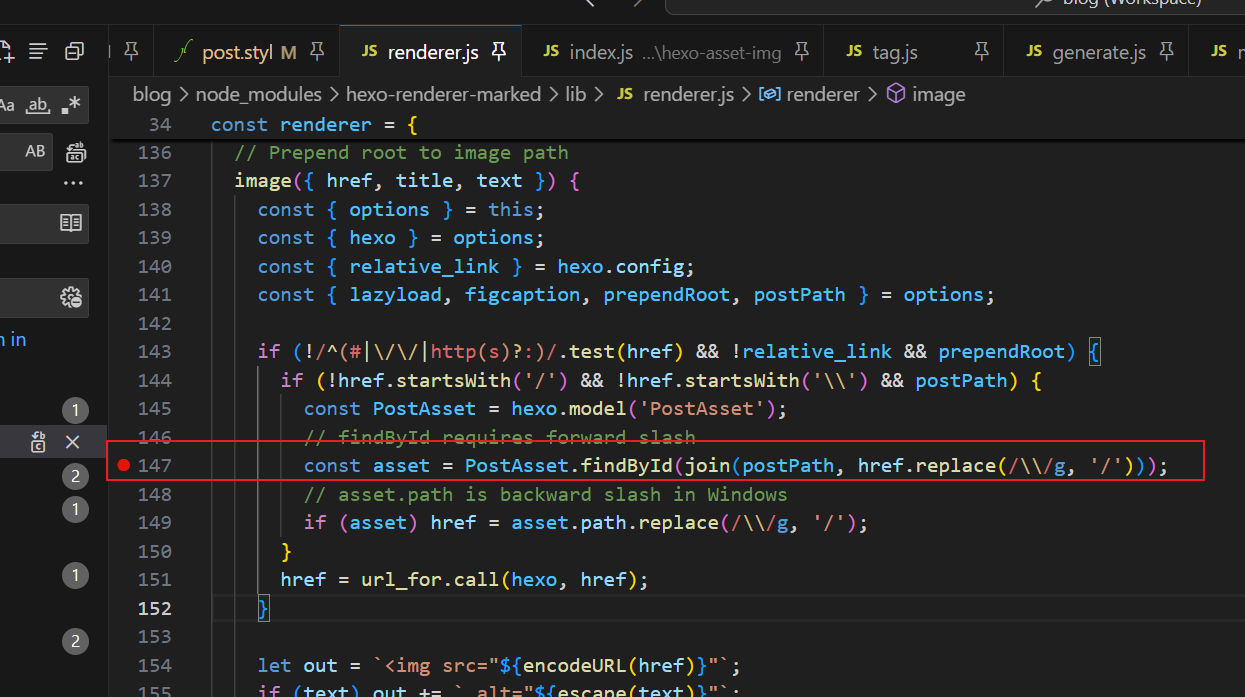 blog (Workspace)
post.styl M
JS renderer.js
JS index.js ...\hexo-asset-img
JS tag.js
JS generate.js
JS
Aa ab, .*
AB
blog > node_modules > hexo-renderer-marked > lib > JS renderer.js > renderer > image
34 const renderer = {
136 // Prepend root to image path
137 image({ href, title, text }) {
138 const { options } = this;
139 const { hexo } = options;
140 const { relative_link } = hexo.config;
141 const { lazyload, figcaption, prependRoot, postPath } = options;
142
143 if (!/^(#|\/\/|http(s)?:)/.test(href) && !relative_link && prependRoot) {
144 if (!href.startsWith('/') && !href.startsWith('\\') && postPath) {
145 const PostAsset = hexo.model('PostAsset');
146 // findById requires forward slash
147 const asset = PostAsset.findById(join(postPath, href.replace(/\\/g, '/')));
148 // asset.path is backward slash in Windows
149 if (asset) href = asset.path.replace(/\\/g, '/');
150 }
151 href = url_for.call(hexo, href);
152 }
153
154 let out = `<img src="${encodeURL(href)}"`;
155 if (text) out += ` alt="${escape(text)}"`;
in
1
2
1
1
2